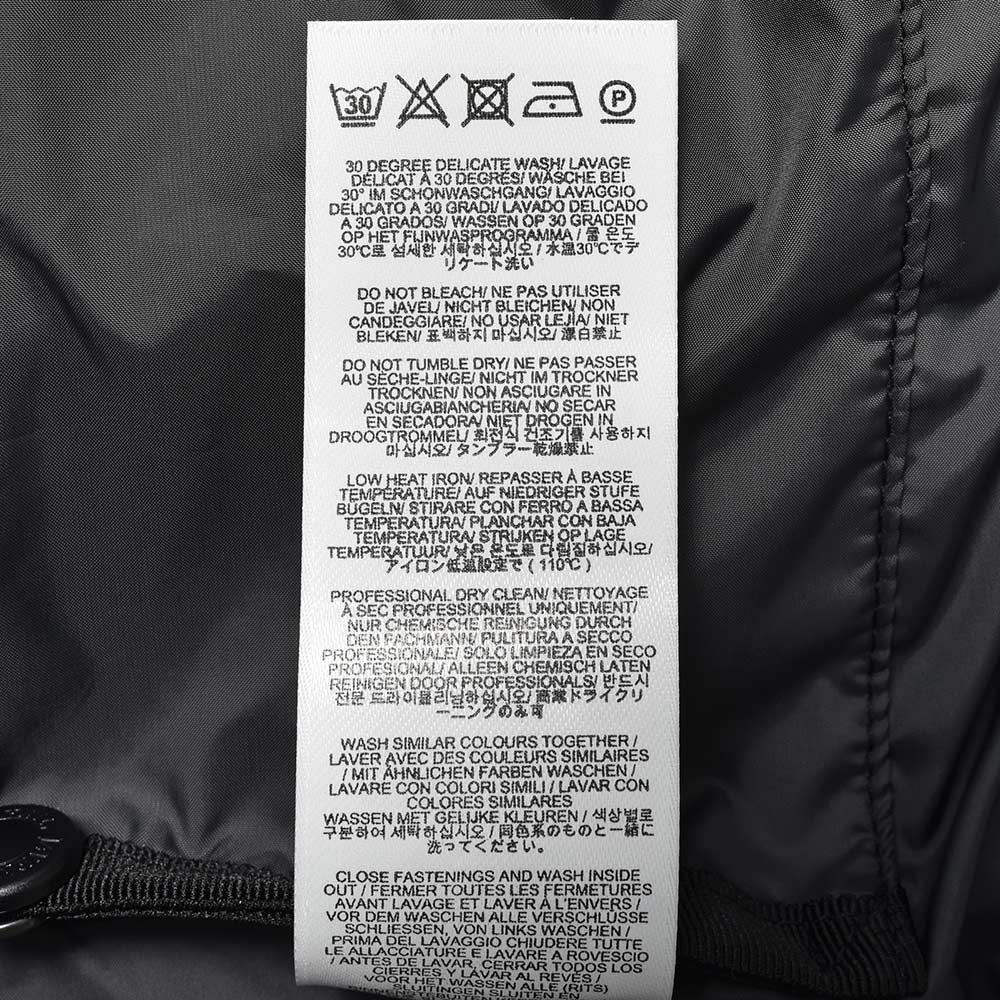 30 P
30 DEGREE DELICATE WASH/ LAVAGE
DÉLICAT À 30 DEGRÉS/ WÄSCHE BEI
30° IM SCHONWASCHGANG/ LAVAGGIO
DELICATO A 30 GRADI/ LAVADO DELICADO
A 30 GRADOS/ WASSEN OP 30 GRADEN
OP HET FIJNWASPROGRAMMA / 물 온도
30℃로 섬세한 세탁하십시오 / 水温30℃でデ
リケート洗い
DO NOT BLEACH/ NE PAS UTILISER
DE JAVEL/ NICHT BLEICHEN/ NON
CANDEGGIARE/ NO USAR LEJIA/ NIET
BLEKEN/ 표백하지 마십시오/ 漂白禁止
DO NOT TUMBLE DRY/ NE PAS PASSER
AU SÈCHE-LINGE/ NICHT IM TROCKNER
TROCKNEN/ NON ASCIUGARE IN
ASCIUGABIANCHERIA/ NO SECAR
EN SECADORA/ NIET DROGEN IN
DROOGTROMMEL/ 회전식 건조기를 사용하지
마십시오/ タンブラー乾燥禁止
LOW HEAT IRON/ REPASSER À BASSE
TEMPÉRATURE/ AUF NIEDRIGER STUFE
BÜGELN/ STIRARE CON FERRO A BASSA
TEMPERATURA/ PLANCHAR CON BAJA
TEMPERATURA/ STRIJKEN OP LAGE
TEMPERATUUR/ 낮은 온도로 다림질하십시오/
アイロン低温設定で (110℃)
PROFESSIONAL DRY CLEAN/ NETTOYAGE
À SEC PROFESSIONNEL UNIQUEMENT/
NUR CHEMISCHE REINIGUNG DURCH
DEN FACHMANN/ PULITURA A SECCO
PROFESSIONALE/ SOLO LIMPIEZA EN SECO
PROFESIONAL/ ALLEEN CHEMISCH LATEN
REINIGEN DOOR PROFESSIONALS/ 반드시
전문 드라이클리닝하십시오/ 商業ドライクリ
ーニングのみ可
WASH SIMILAR COLOURS TOGETHER /
LAVER AVEC DES COULEURS SIMILAIRES
/ MIT ÄHNLICHEN FARBEN WASCHEN /
LAVARE CON COLORI SIMILI / LAVAR CON
COLORES SIMILARES
WASSEN MET GELIJKE KLEUREN / 색상별로
구분하여 세탁하십시오 / 同色系のものと一緒に
洗ってください。
CLOSE FASTENINGS AND WASH INSIDE
OUT / FERMER TOUTES LES FERMETURES
AVANT LAVAGE ET LAVER À L'ENVERS /
VOR DEM WASCHEN ALLE VERSCHLÜSSE
SCHLIESSEN, VON LINKS WASCHEN /
PRIMA DEL LAVAGGIO CHIUDERE TUTTE
LE ALLACCIATURE E LAVARE A ROVESCIO
/ ANTES DE LAVAR, CERRAR TODOS LOS
CIERRES Y LAVAR AL REVÉS /
VOOR HET WASSEN ALLE (RITS)
SLUITINGEN SLUITEN EN